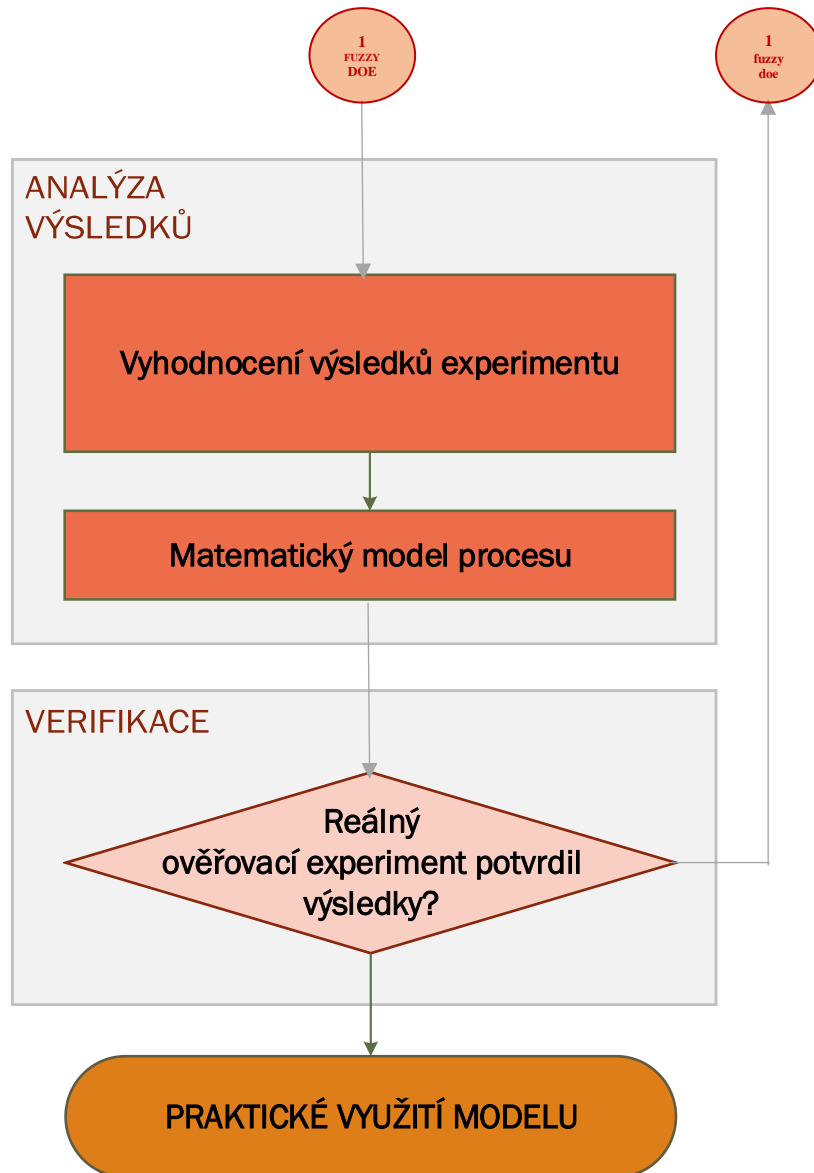 1
FUZZY
DOE
1
fuzzy
doe
ANALÝZA
VÝSLEDKŮ
Vyhodnocení výsledků experimentu
Matematický model procesu
VERIFIKACE
Reálný
ověřovací experiment potvrdil
výsledky?
PRAKTICKÉ VYUŽITÍ MODELU